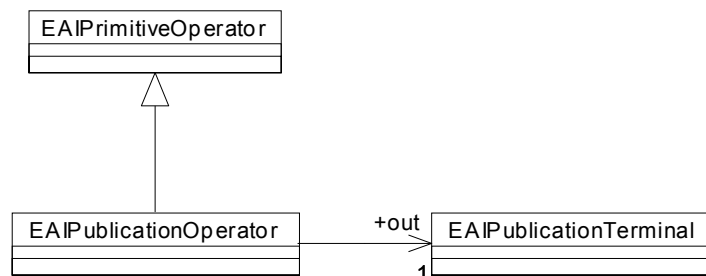 EAIPrimitiveOperator
EAIPublicationOperator
+out
EAIPublicationTerminal
1